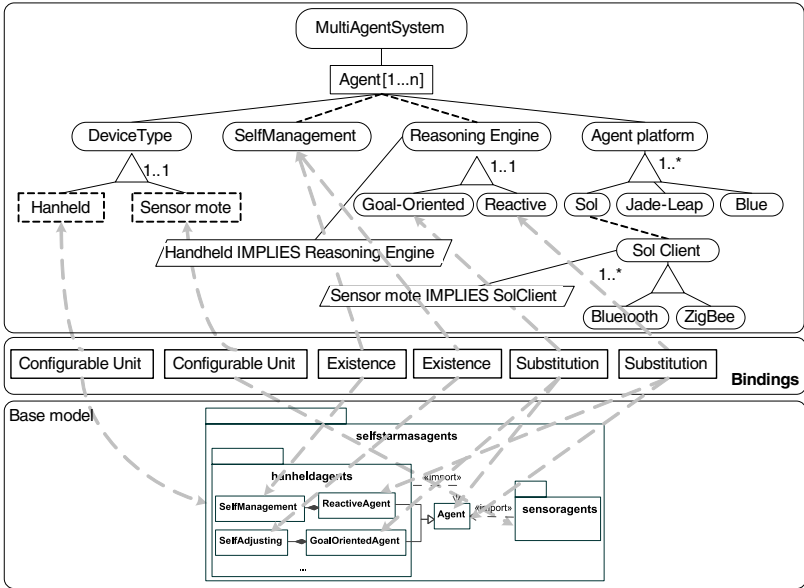 MultiAgentSystem
Agent[1...n]
DeviceType
SelfManagement
Reasoning Engine
Agent platform
1..1
1..1
1..*
Hanheld
Sensor mote
Goal-Oriented
Reactive
Sol
Jade-Leap
Blue
Handheld IMPLIES Reasoning Engine
Sol Client
1..*
Sensor mote IMPLIES SolClient
Bluetooth
ZigBee
Configurable Unit
Configurable Unit
Existence
Existence
Substitution
Substitution
Bindings
Base model
selfstarmasagents
hanheldagents
«import»
SelfManagement
ReactiveAgent
Agent
«import»
sensoragents
SelfAdjusting
GoalOrientedAgent
...